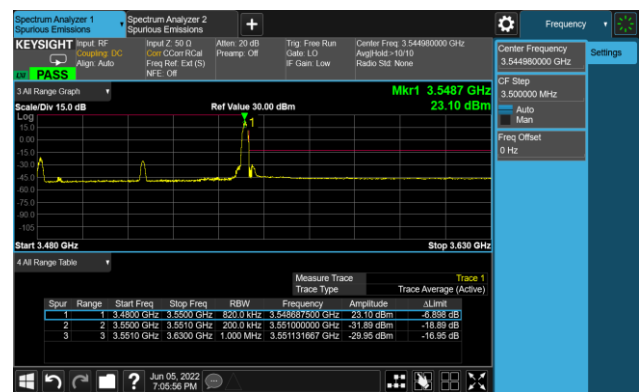 Spectrum Analyzer 1
Spurious Emissions
Spectrum Analyzer 2
Spurious Emissions
Frequency
KEYSIGHT
Input: RF
Coupling: DC
Align: Auto
Input Z: 50 Ω
Corr CCorr RCal
Freq Ref: Ext (S)
NFE: Off
Atten: 20 dB
Preamp: Off
Trig: Free Run
Gate: LO
IF Gain: Low
Center Freq: 3.544980000 GHz
Avg|Hold:>10/10
Radio Std: None
PASS
Center Frequency
3.544980000 GHz
Settings
CF Step
3.500000 MHz
Auto
Man
Freq Offset
0 Hz
3 All Range Graph
Mkr1 3.5487 GHz
Scale/Div 15.0 dB
Ref Value 30.00 dBm
23.10 dBm
Log
1
15.0
0.00
-15.0
-30.0
-45.0
-60.0
-75.0
-90.0
-105
Start 3.480 GHz
Stop 3.630 GHz
4 All Range Table
Measure Trace Trace 1
Trace Type Trace Average (Active)
Spur Range Start Freq Stop Freq RBW Frequency Amplitude ΔLimit
1 1 3.4800 GHz 3.5500 GHz 820.0 kHz 3.548687500 GHz 23.10 dBm -6.898 dB
2 2 3.5500 GHz 3.5510 GHz 200.0 kHz 3.551000000 GHz -31.89 dBm -18.89 dB
3 3 3.5510 GHz 3.6300 GHz 1.000 MHz 3.551131667 GHz -29.95 dBm -16.95 dB
Jun 05, 2022
7:05:56 PM